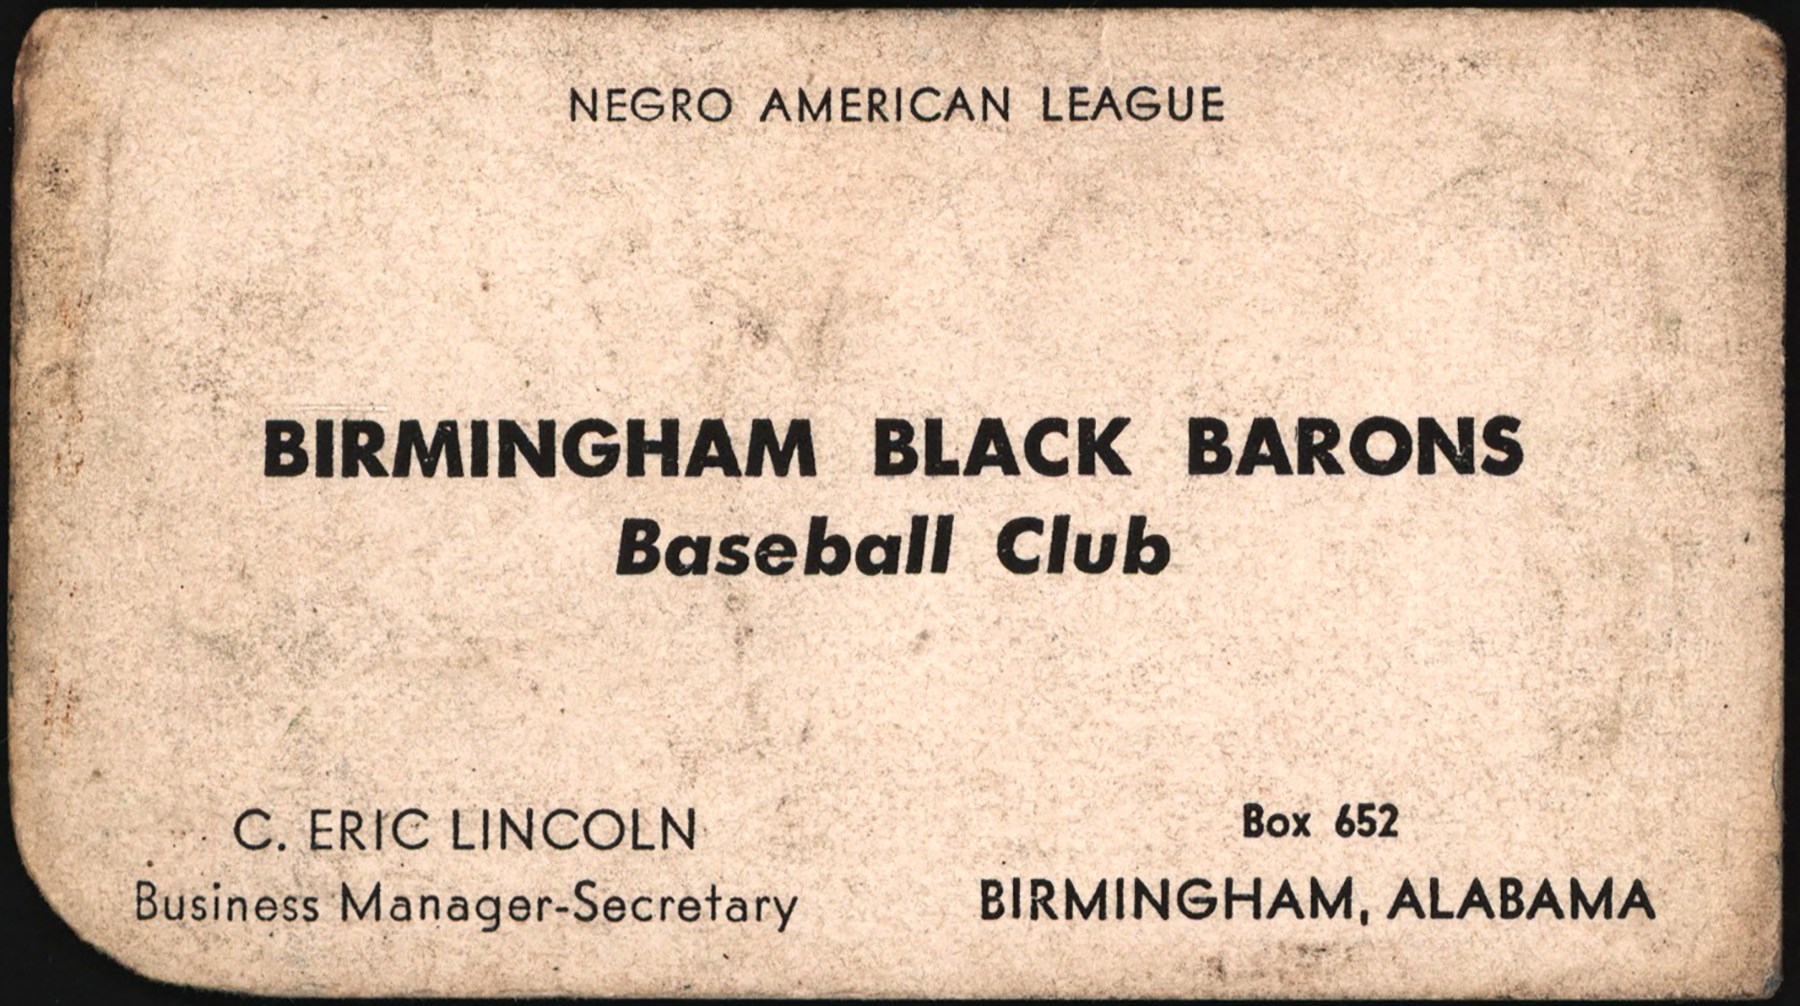 NEGRO AMERICAN LEAGUE
BIRMINGHAM BLACK BARONS
Baseball Club
C. ERIC LINCOLN
Business Manager-Secretary
Box 652
BIRMINGHAM, ALABAMA